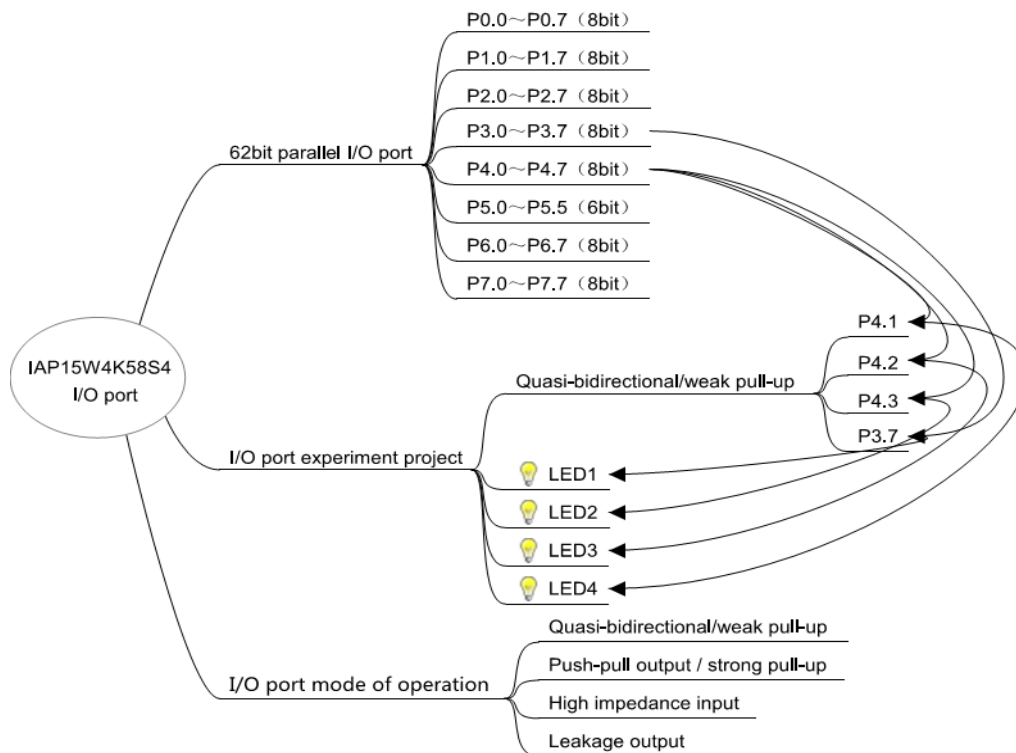 P0.0～P0.7（8bit）
P1.0～P1.7（8bit）
P2.0～P2.7（8bit）
P3.0～P3.7（8bit）
62bit parallel I/O port
P4.0～P4.7（8bit）
P5.0～P5.5（6bit）
P6.0～P6.7（8bit）
P7.0～P7.7（8bit）
IAP15W4K58S4
I/O port
P4.1
Quasi-bidirectional/weak pull-up
P4.2
P4.3
P3.7
I/O port experiment project
LED1
LED2
LED3
LED4
Quasi-bidirectional/weak pull-up
Push-pull output / strong pull-up
I/O port mode of operation
High impedance input
Leakage output